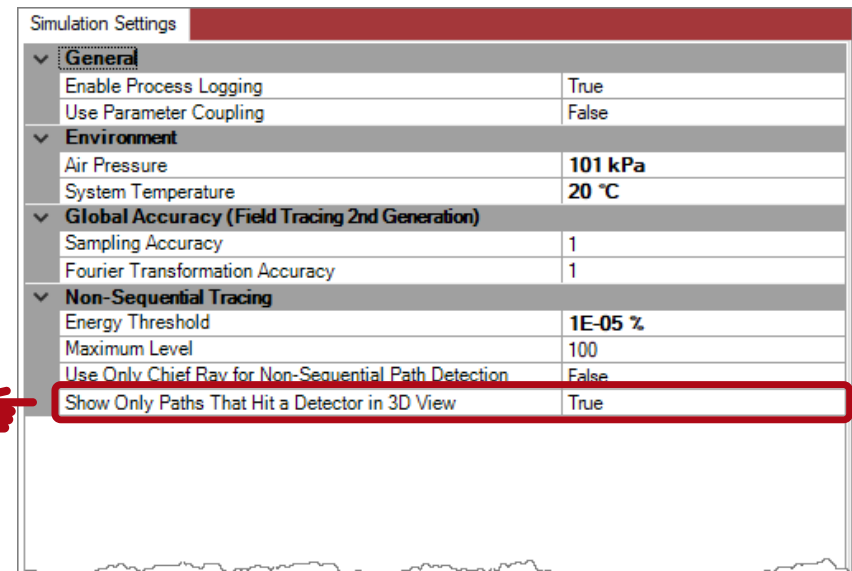 Simulation Settings
General
Enable Process Logging True
Use Parameter Coupling False
Environment
Air Pressure 101 kPa
System Temperature 20 °C
Global Accuracy (Field Tracing 2nd Generation)
Sampling Accuracy 1
Fourier Transformation Accuracy 1
Non-Sequential Tracing
Energy Threshold 1E-05 %
Maximum Level 100
Use Only Chief Ray for Non-Sequential Path Detection False
Show Only Paths That Hit a Detector in 3D View True